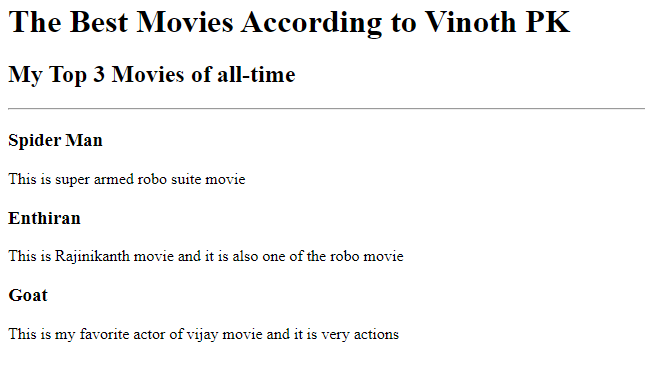 The Best Movies According to Vinoth PK
My Top 3 Movies of all-time
Spider Man
This is super armed robo suite movie
Enthiran
This is Rajinikanth movie and it is also one of the robo movie
Goat
This is my favorite actor of vijay movie and it is very actions